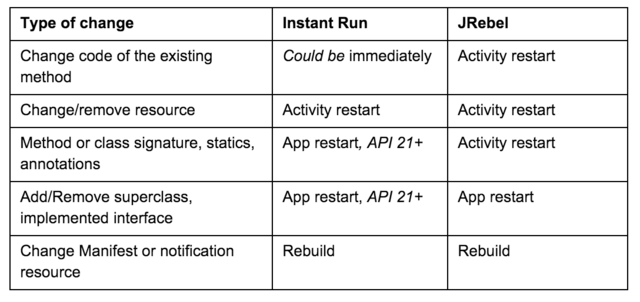 Type of change Instant Run JRebel
Change code of the existing Could be immediately Activity restart
method
Change/remove resource Activity restart Activity restart
Method or class signature, statics, App restart, API 21+ Activity restart
annotations
Add/Remove superclass, App restart, API 21+ App restart
implemented interface
Change Manifest or notification Rebuild Rebuild
resource